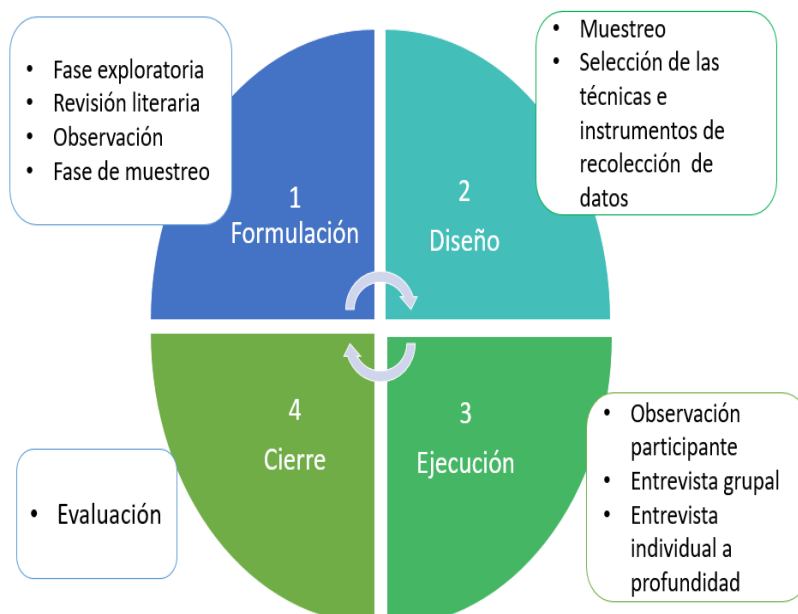 • Fase exploratoria
• Revisión literaria
• Observación
• Fase de muestreo
• Muestreo
• Selección de las
técnicas e
instrumentos de
recolección de
datos
1
Formulación
2
Diseño
4
Cierre
3
Ejecución
• Evaluación
• Observación
participante
• Entrevista grupal
• Entrevista
individual a
profundidad